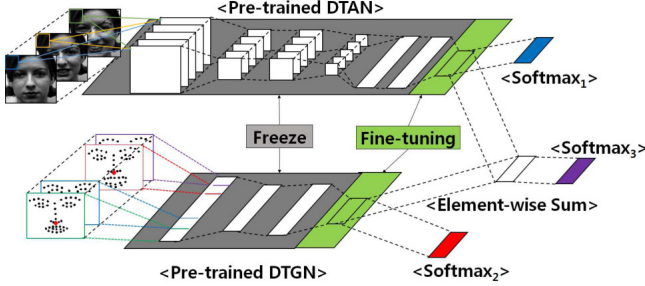 <Pre-trained DTAN>
<Softmax₁>
Freeze
Fine-tuning
<Softmax₃>
<Element-wise Sum>
<Pre-trained DTGN>
<Softmax₂>